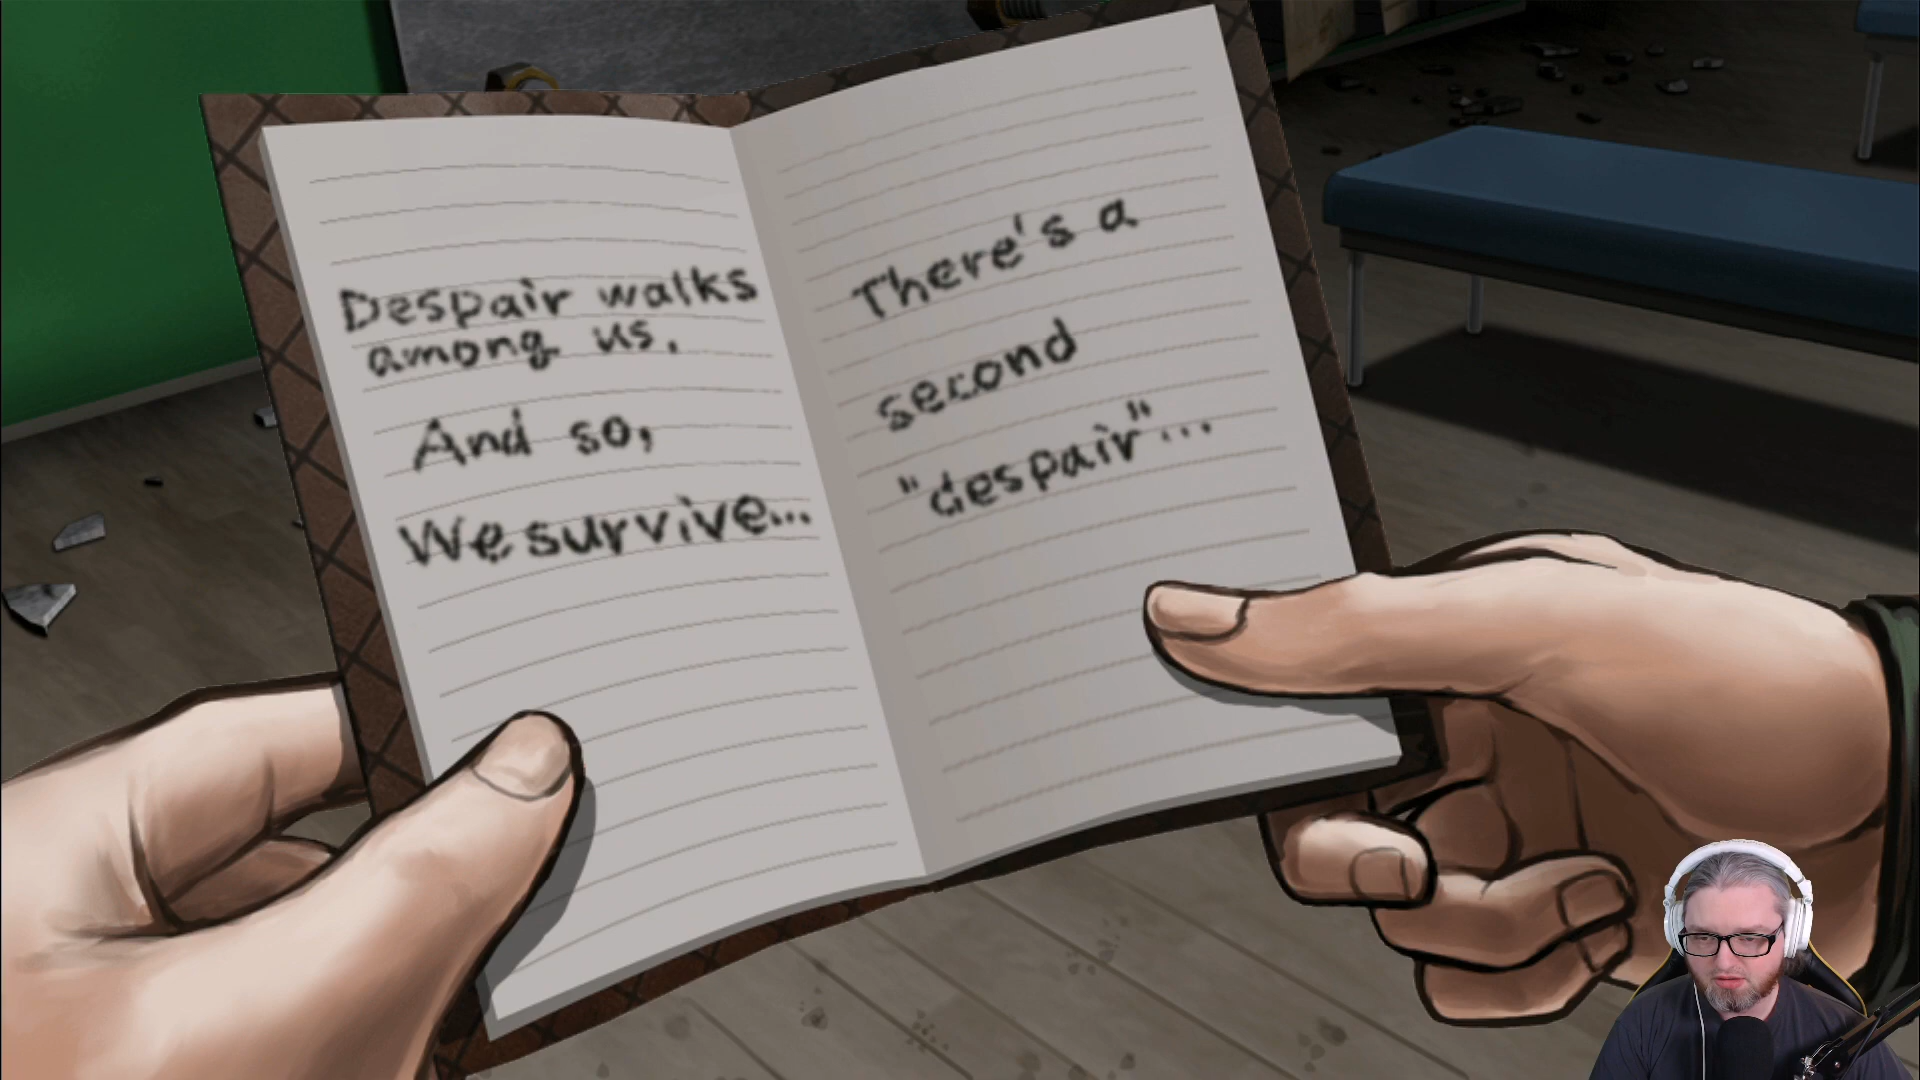 Despair walks
among us.
And so,
We survive...
There's a
second
"despair"...